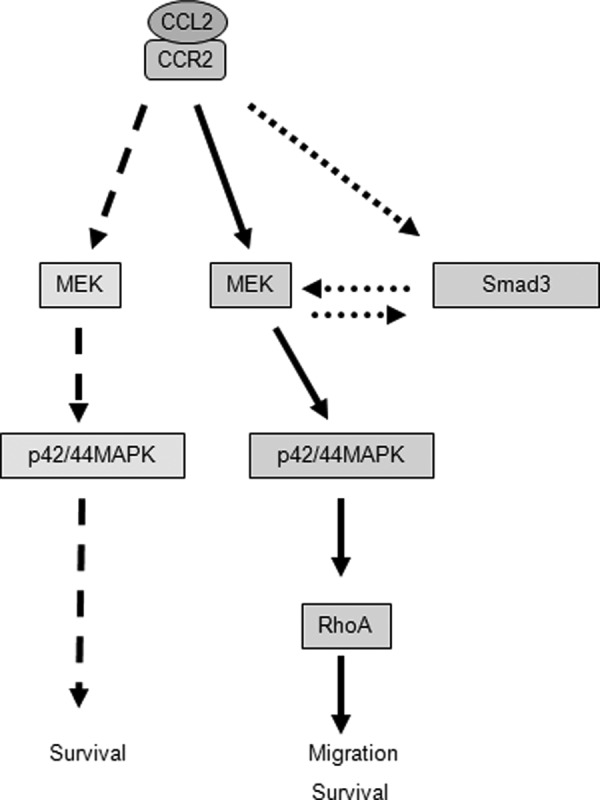 CCL2
CCR2
MEK
MEK
Smad3
p42/44MAPK
p42/44MAPK
RhoA
Survival
Migration
Survival